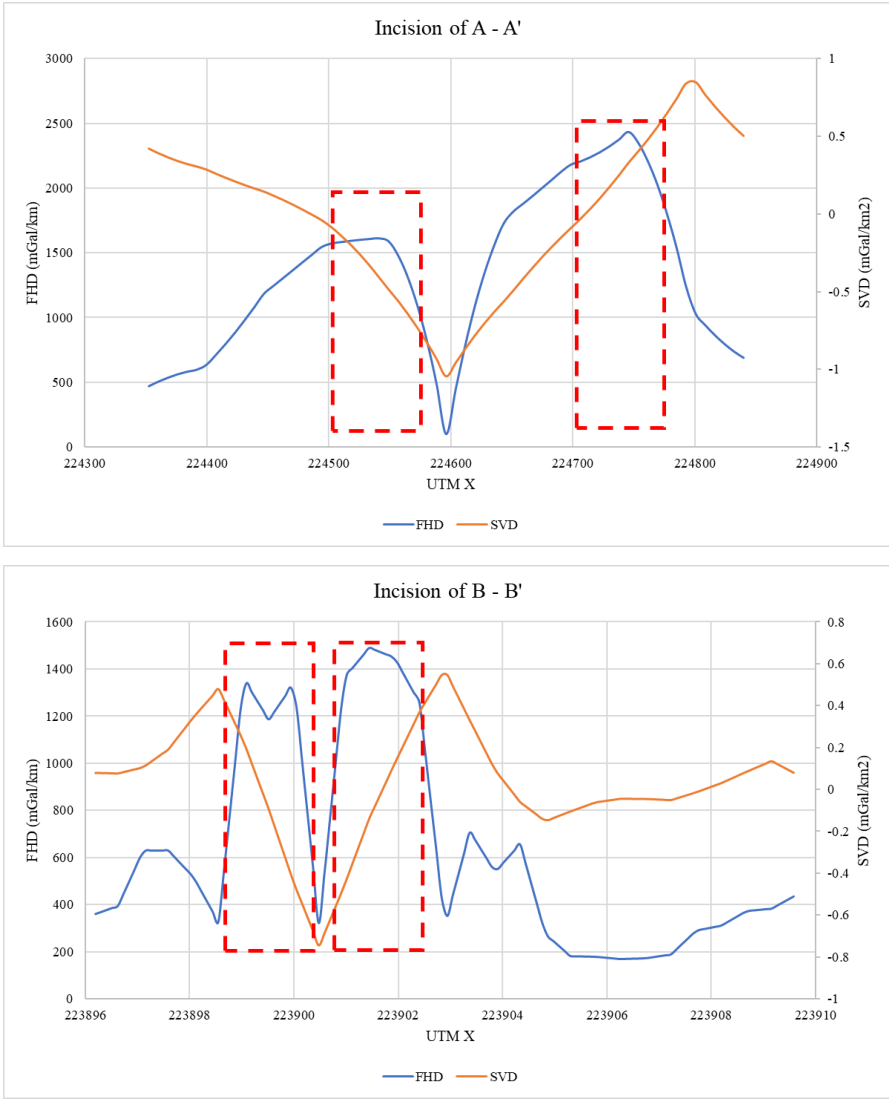 Incision of A - A'
3000
2500
2000
1500
1000
500
0
FHD (mGal/km)
1
0.5
0
-0.5
-1
-1.5
SVD (mGal/km2)
224300 224400 224500 224600 224700 224800 224900
UTM X
FHD SVD
Incision of B - B'
1600
1400
1200
1000
800
600
400
200
0
FHD (mGal/km)
0.8
0.6
0.4
0.2
0
-0.2
-0.4
-0.6
-0.8
-1
SVD (mGal/km2)
223896 223898 223900 223902 223904 223906 223908 223910
UTM X
FHD SVD